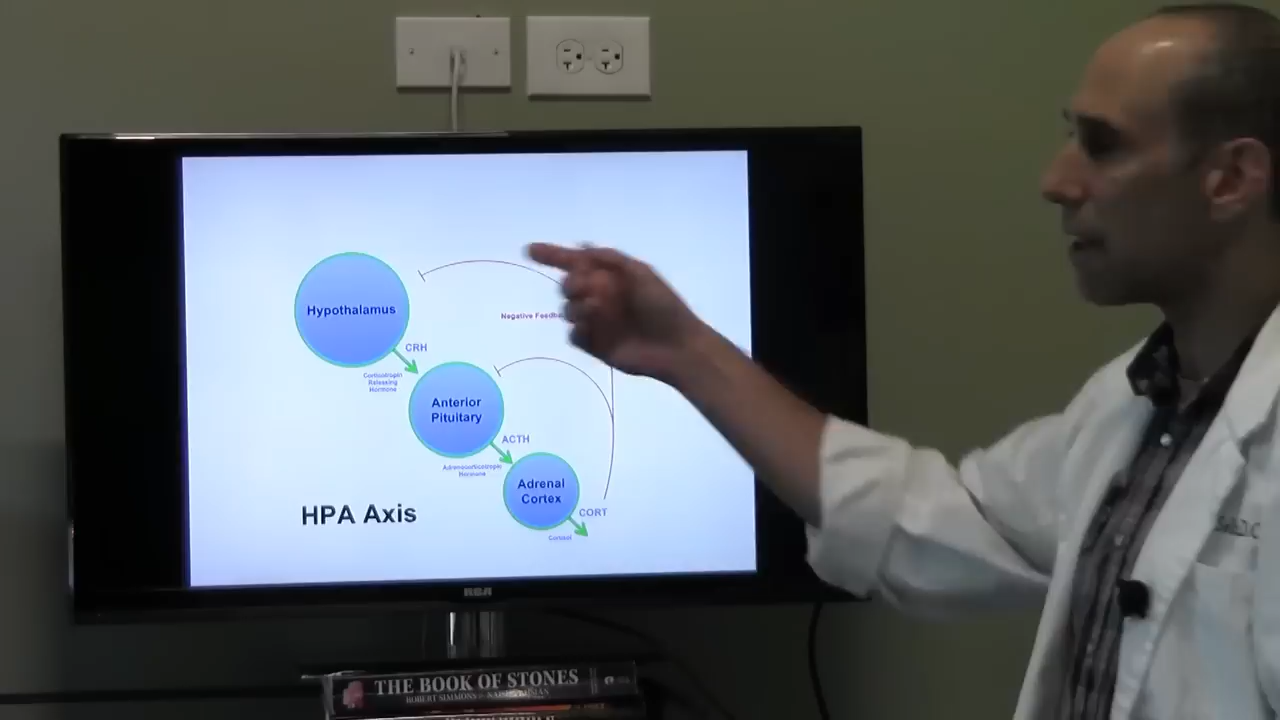 Hypothalamus
CRH
Corticotropin
Releasing
Hormone
Negative
Anterior
Pituitary
ACTH
Adrenocorticotropic
Hormone
Adrenal
Cortex
CORT
Cortisol
HPA Axis
RCA
THE BOOK OF STONES
ROBERT SIMMONS